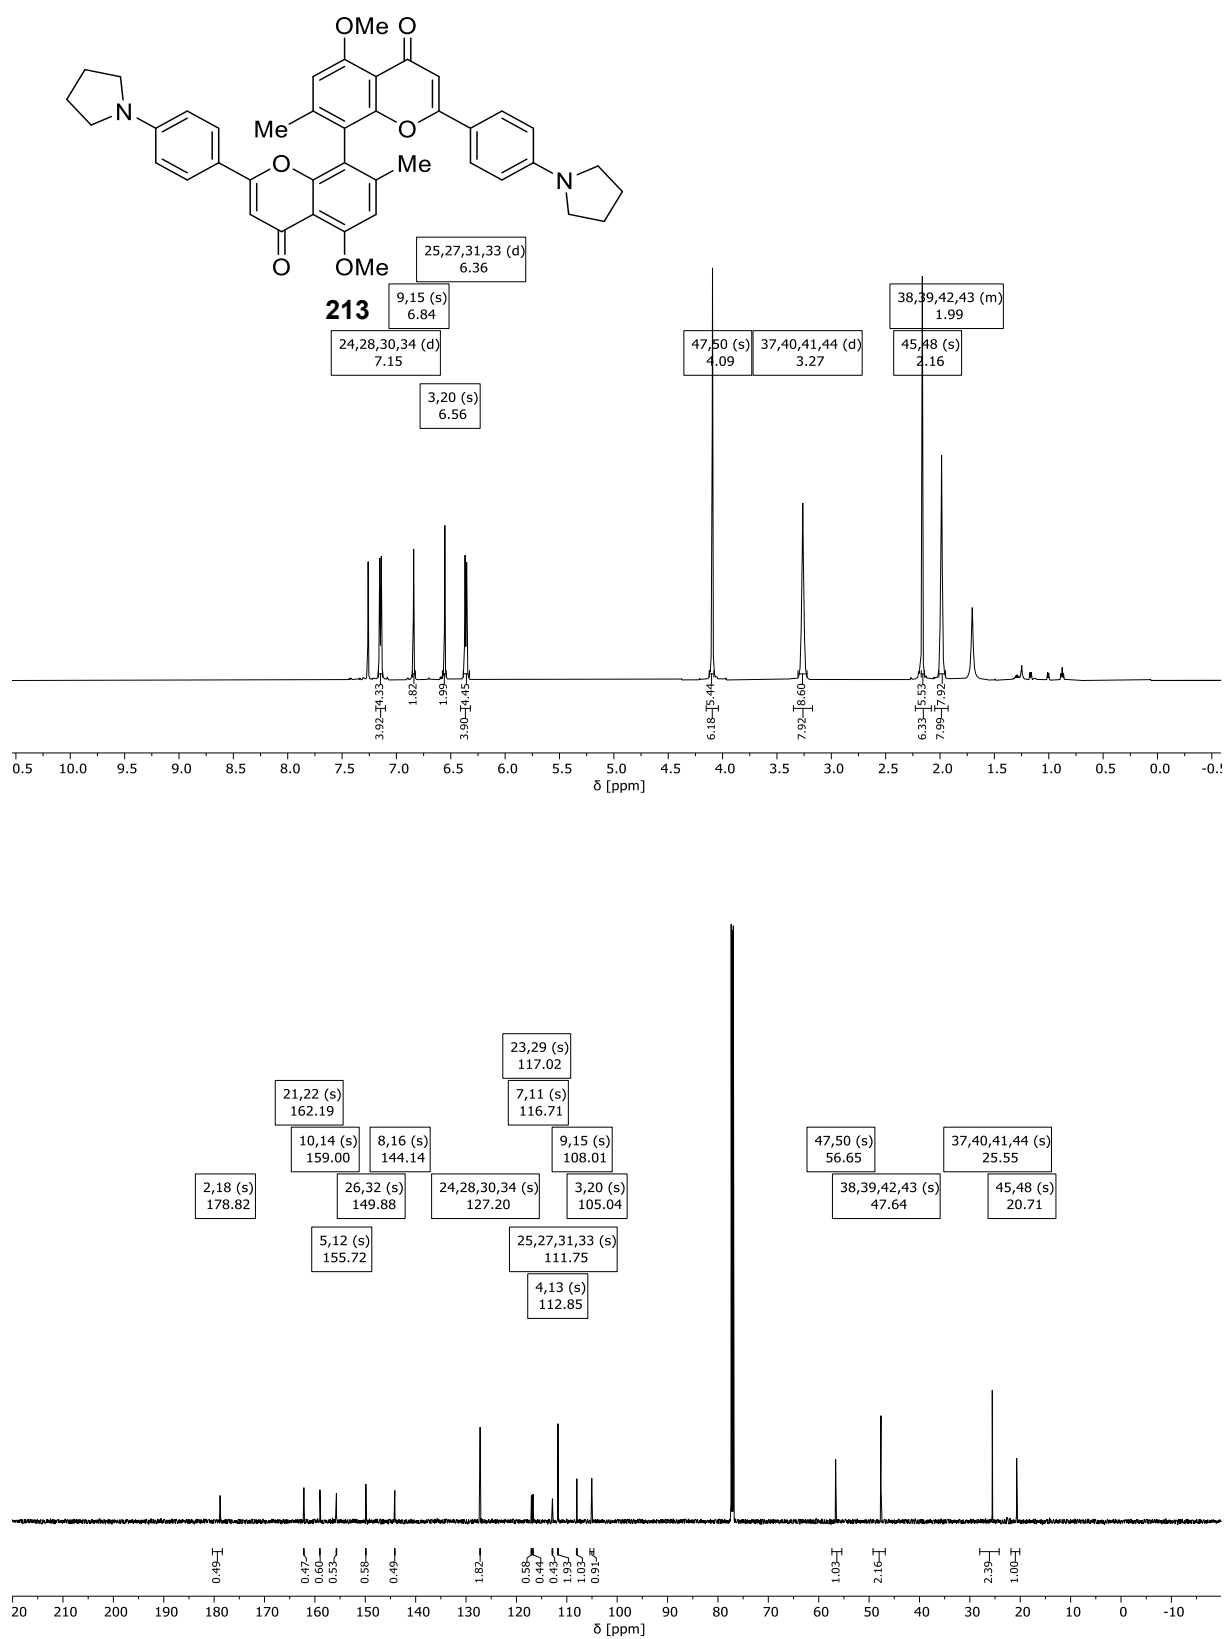 OMe O
N
Me
O
O
Me
N
O
OMe
213
25,27,31,33 (d)
6.36
9,15 (s)
6.84
24,28,30,34 (d)
7.15
3,20 (s)
6.56
47,50 (s)
4.09
37,40,41,44 (d)
3.27
38,39,42,43 (m)
1.99
45,48 (s)
2.16
4.33 1.82 1.99 4.45 5.44 8.60 5.53 7.92
3.92 3.90 6.18 7.92 6.33 7.99
0.5 10.0 9.5 9.0 8.5 8.0 7.5 7.0 6.5 6.0 5.5 5.0 4.5 4.0 3.5 3.0 2.5 2.0 1.5 1.0 0.5 0.0 -0.5
δ [ppm]
23,29 (s)
117.02
21,22 (s)
162.19
7,11 (s)
116.71
10,14 (s)
159.00
8,16 (s)
144.14
9,15 (s)
108.01
47,50 (s)
56.65
37,40,41,44 (s)
25.55
2,18 (s)
178.82
26,32 (s)
149.88
24,28,30,34 (s)
127.20
3,20 (s)
105.04
38,39,42,43 (s)
47.64
45,48 (s)
20.71
5,12 (s)
155.72
25,27,31,33 (s)
111.75
4,13 (s)
112.85
0.49 0.47 0.60 0.53 0.58 0.49 1.82 0.58 0.44 0.43 1.93 1.03 0.91 1.03 2.16 2.39 1.00
20 210 200 190 180 170 160 150 140 130 120 110 100 90 80 70 60 50 40 30 20 10 0 -10
δ [ppm]